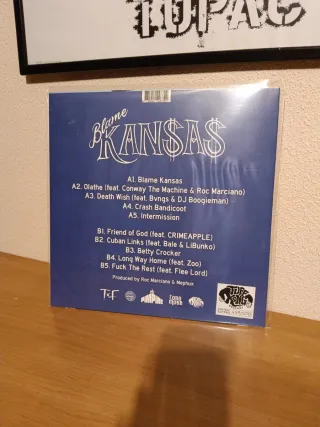 TUPAC
Blame
KAN$A$
A1. Blame Kansas
A2. Olathe (feat. Conway The Machine & Roc Marciano)
A3. Death Wish (feat. Bvngs & DJ Boogieman)
A4. Crash Bandicoot
A5. Intermission
B1. Friend of God (feat. CRIMEAPPLE)
B2. Cuban Links (feat. Bale & LiBunko)
B3. Betty Crocker
B4. Long Way Home (feat. Zoo)
B5. Fuck The Rest (feat. Flee Lord)
Produced by Roc Marciano & Mephux